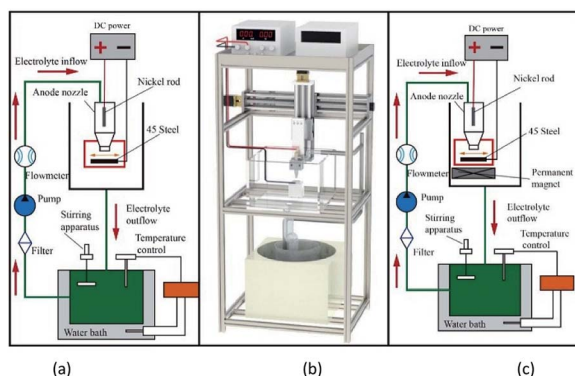 DC power
Electrolyte inflow
Nickel rod
Anode nozzle
45 Steel
Flowmeter
Pump
Electrolyte
outflow
Stirring
apparatus
Temperature
control
Filter
Water bath
(a)
(b)
DC power
Electrolyte inflow
Nickel rod
Anode nozzle
45 Steel
Permanent
magnet
Flowmeter
Pump
Electrolyte
outflow
Stirring
apparatus
Temperature
control
Filter
Water bath
(c)
(a)
(b)
(c)